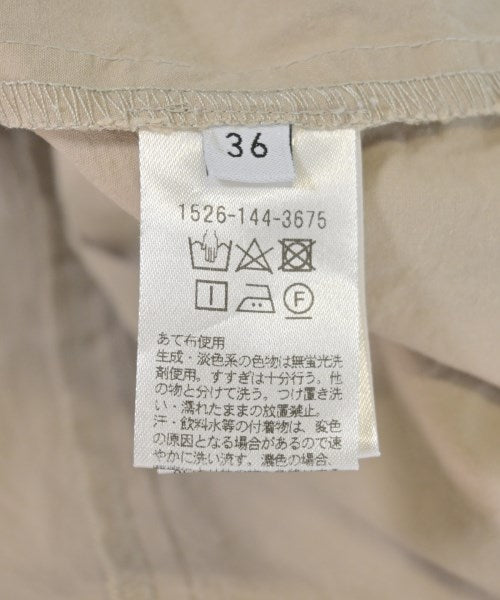 36
1526-144-3675
F
あて布使用
生成・淡色系の色物は無蛍光洗
剤使用。すすぎは十分行う。他
の物と分けて洗う。つけ置き洗
い・濡れたままの放置禁止。
汗・飲料水等の付着物は、変色
の原因となる場合があるので速
やかに洗い流す。濃色の場合、